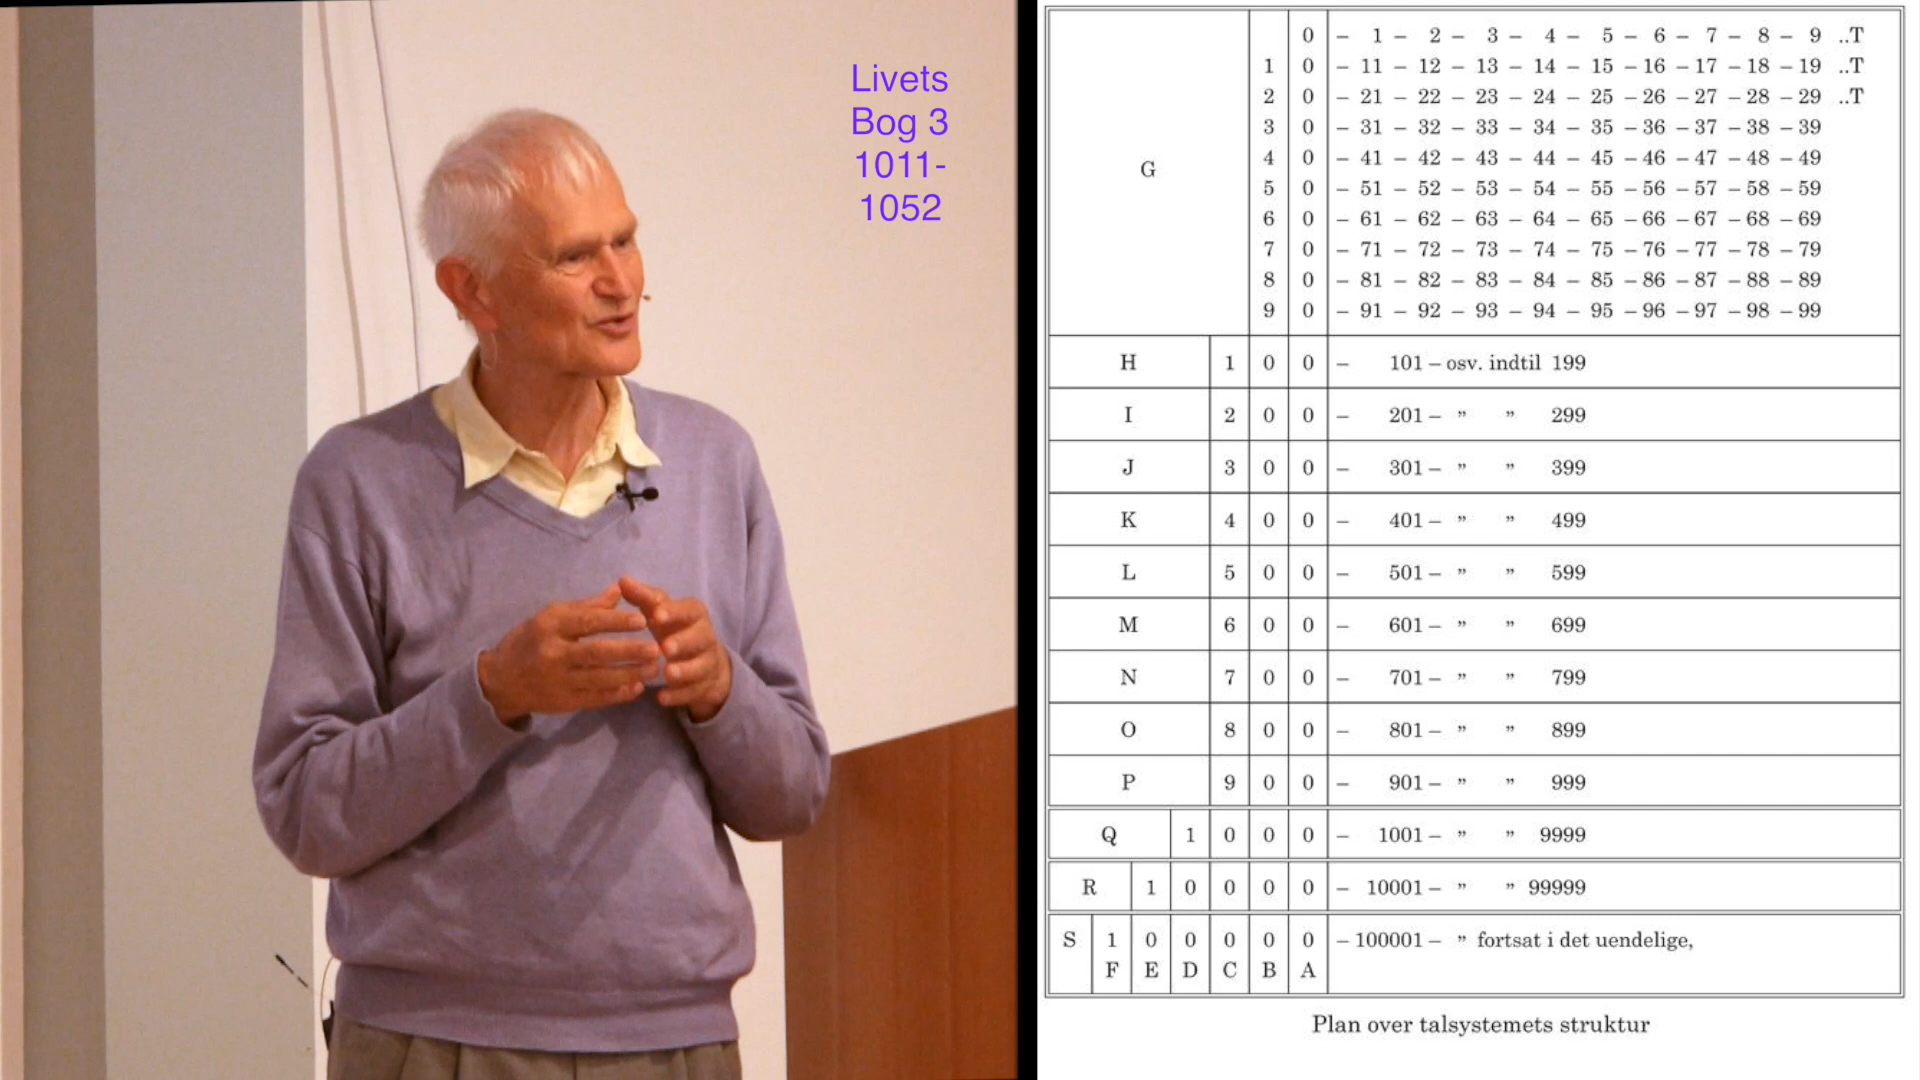 Livets
Bog 3
1011-
1052
0 – 1 – 2 – 3 – 4 – 5 – 6 – 7 – 8 – 9 ..T
1 0 – 11 – 12 – 13 – 14 – 15 – 16 – 17 – 18 – 19 ..T
2 0 – 21 – 22 – 23 – 24 – 25 – 26 – 27 – 28 – 29 ..T
3 0 – 31 – 32 – 33 – 34 – 35 – 36 – 37 – 38 – 39
4 0 – 41 – 42 – 43 – 44 – 45 – 46 – 47 – 48 – 49
G
5 0 – 51 – 52 – 53 – 54 – 55 – 56 – 57 – 58 – 59
6 0 – 61 – 62 – 63 – 64 – 65 – 66 – 67 – 68 – 69
7 0 – 71 – 72 – 73 – 74 – 75 – 76 – 77 – 78 – 79
8 0 – 81 – 82 – 83 – 84 – 85 – 86 – 87 – 88 – 89
9 0 – 91 – 92 – 93 – 94 – 95 – 96 – 97 – 98 – 99
H 1 0 0 – 101 – osv. indtil 199
I 2 0 0 – 201 – ” ” 299
J 3 0 0 – 301 – ” ” 399
K 4 0 0 – 401 – ” ” 499
L 5 0 0 – 501 – ” ” 599
M 6 0 0 – 601 – ” ” 699
N 7 0 0 – 701 – ” ” 799
O 8 0 0 – 801 – ” ” 899
P 9 0 0 – 901 – ” ” 999
Q 1 0 0 0 – 1001 – ” ” 9999
R 1 0 0 0 0 – 10001 – ” ” 99999
S 1 0 0 0 0 0 – 100001 – ” fortsat i det uendelige,
F E D C B A
Plan over talsystemets struktur